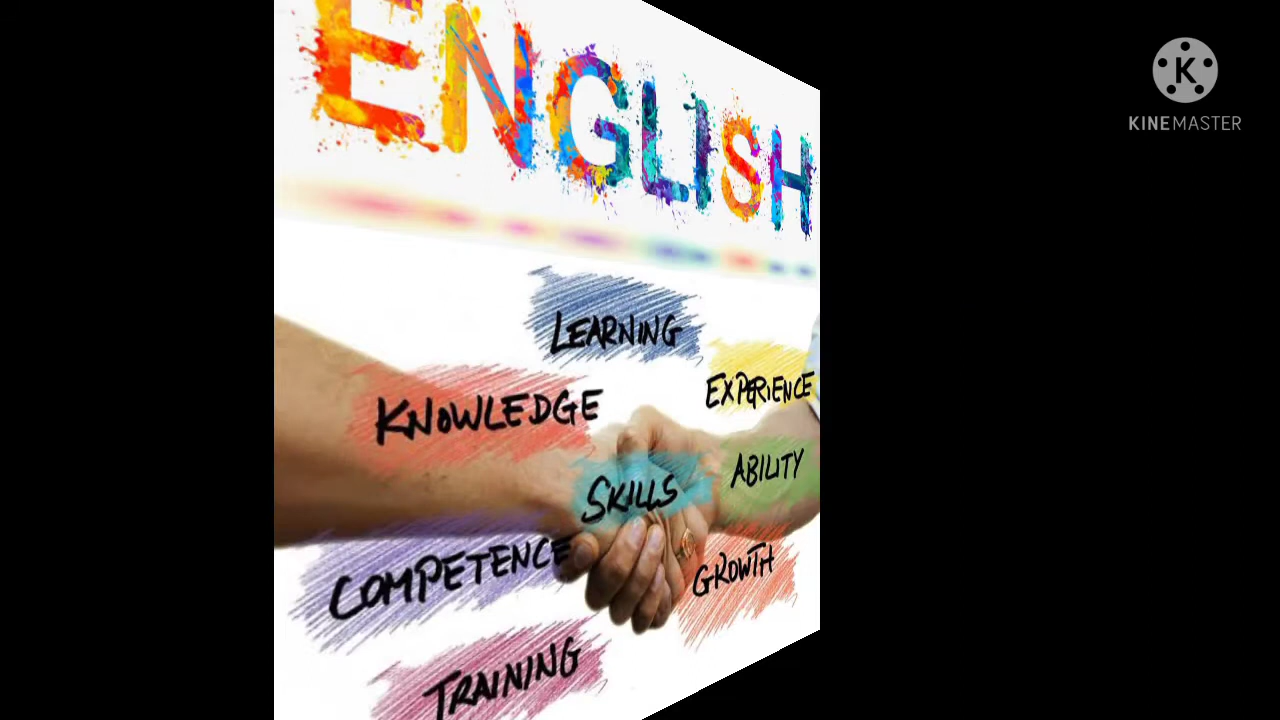 ENGLISH
K
KINEMASTER
LEARNING
EXPERIENCE
KNOWLEDGE
ABILITY
SKILLS
COMPETENCE
GROWTH
TRAINING